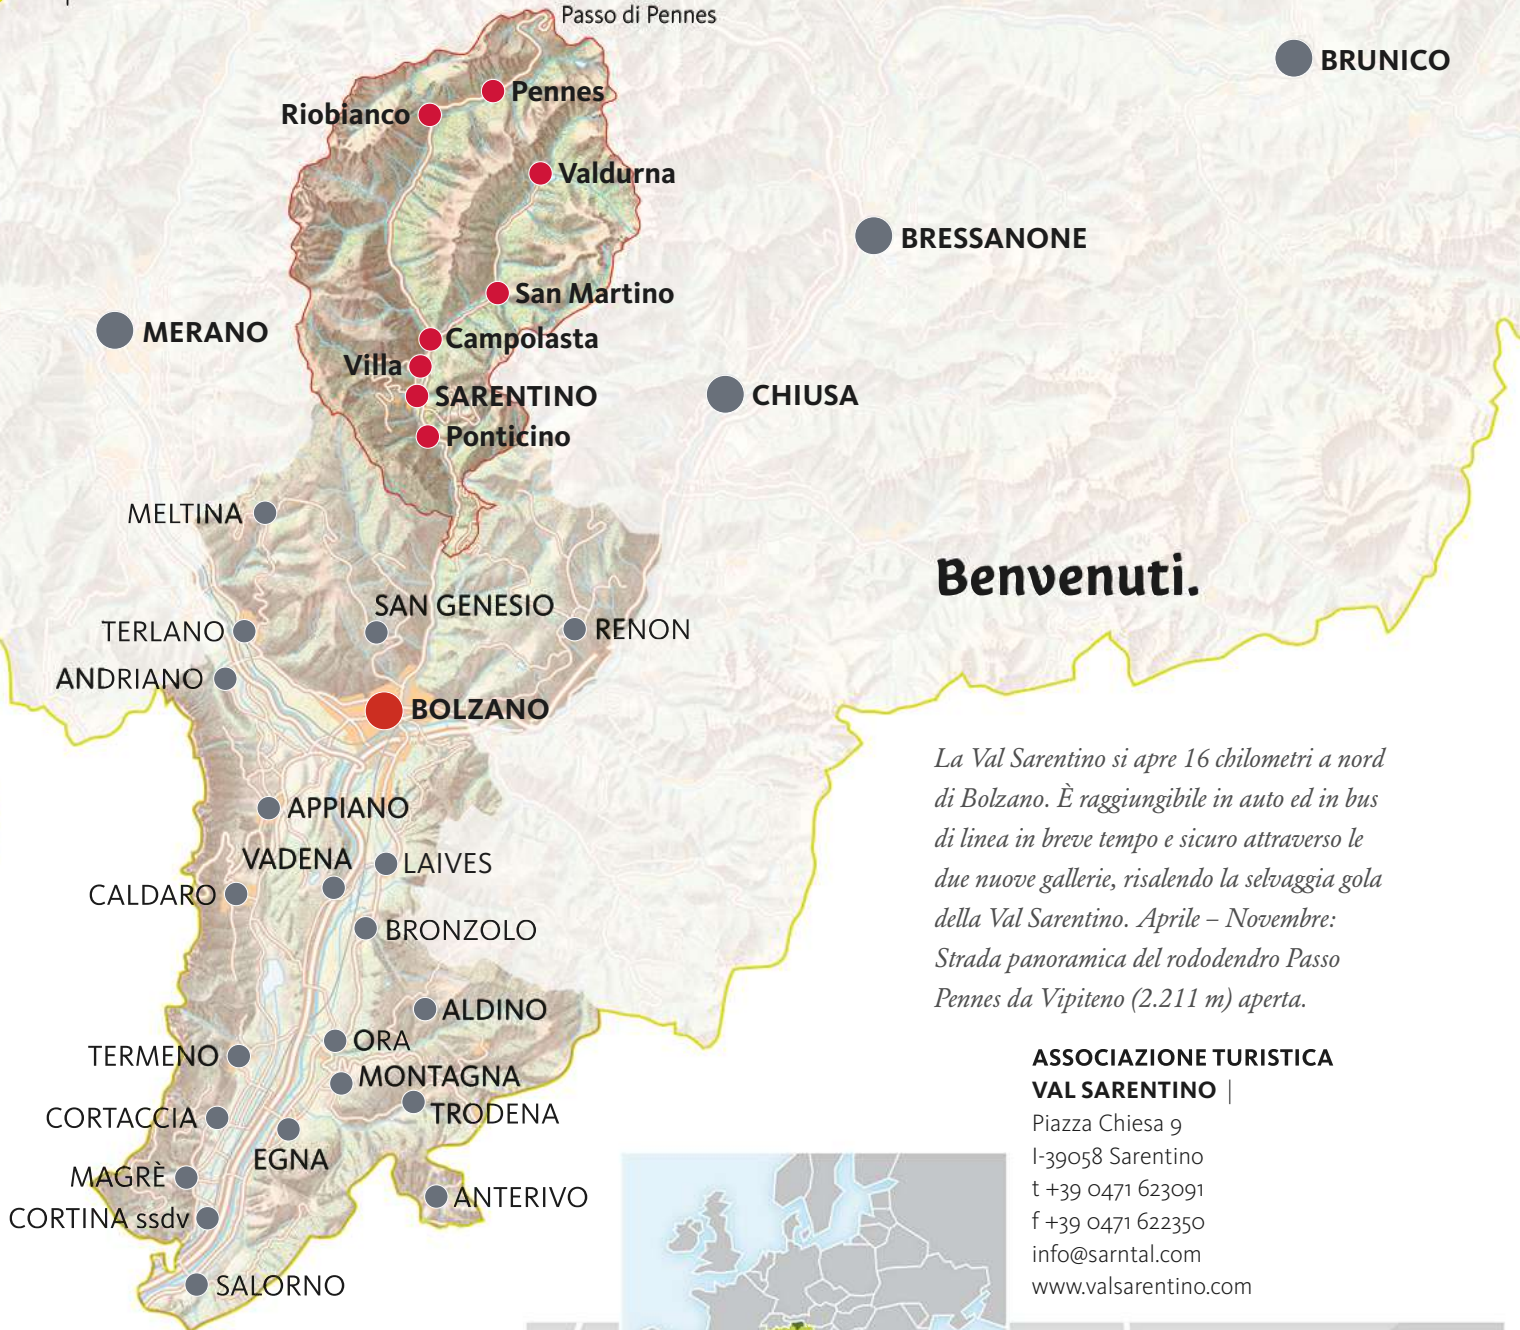 Passo di Pennes
BRUNICO
Pennes
Riobianco
Valdurna
BRESSANONE
San Martino
MERANO
Campolasta
Villa
SARENTINO
CHIUSA
Ponticino
MELTINA
Benvenuti.
SAN GENESIO
TERLANO
RENON
ANDRIANO
BOLZANO
La Val Sarentino si apre 16 chilometri a nord
di Bolzano. È raggiungibile in auto ed in bus
di linea in breve tempo e sicuro attraverso le
due nuove gallerie, risalendo la selvaggia gola
della Val Sarentino. Aprile – Novembre:
Strada panoramica del rododendro Passo
Pennes da Vipiteno (2.211 m) aperta.
APPIANO
VADENA
LAIVES
CALDARO
BRONZOLO
ALDINO
ORA
TERMENO
MONTAGNA
TRODENA
CORTACCIA
EGNA
MAGRÈ
ANTERIVO
CORTINA ssdv
SALORNO
ASSOCIAZIONE TURISTICA
VAL SARENTINO |
Piazza Chiesa 9
I-39058 Sarentino
t +39 0471 623091
f +39 0471 622350
info@sarntal.com
www.valsarentino.com